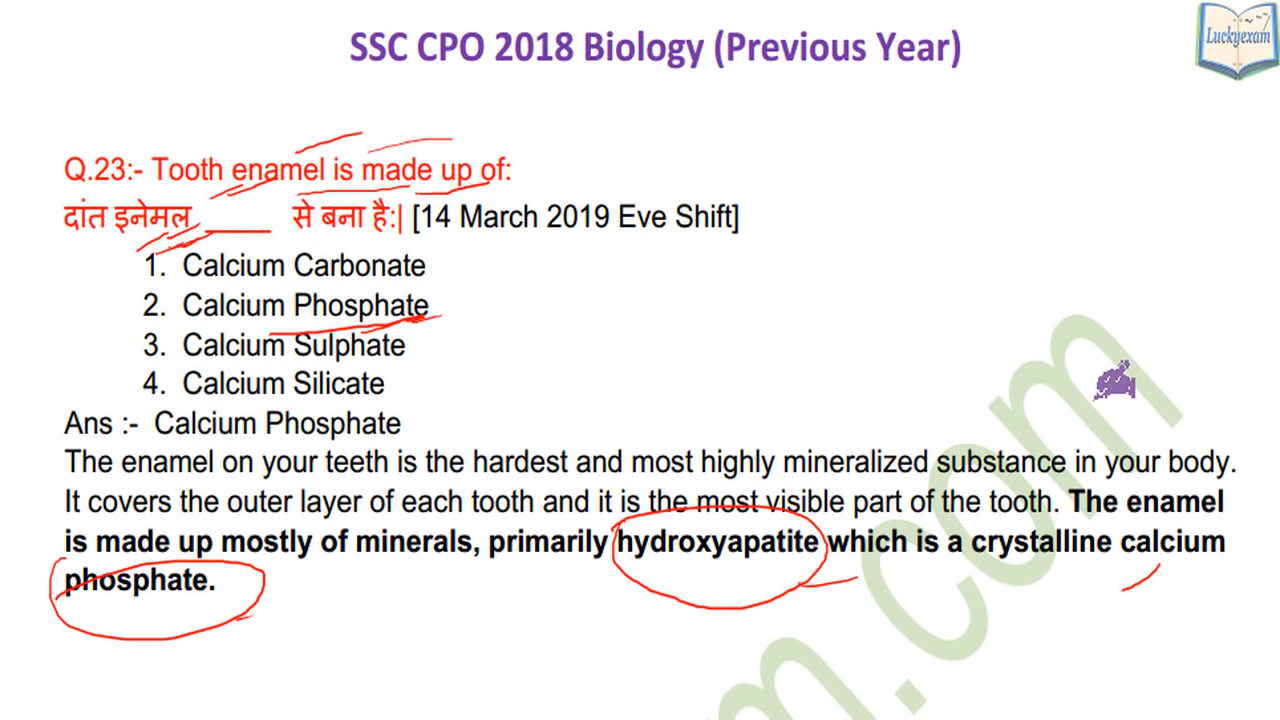 SSC CPO 2018 Biology (Previous Year)
Luckyexam
Q.23:- Tooth enamel is made up of:
दांत इनेमल _____ से बना है:| [14 March 2019 Eve Shift]
1. Calcium Carbonate
2. Calcium Phosphate
3. Calcium Sulphate
4. Calcium Silicate
Ans :- Calcium Phosphate
The enamel on your teeth is the hardest and most highly mineralized substance in your body.
It covers the outer layer of each tooth and it is the most visible part of the tooth. The enamel
is made up mostly of minerals, primarily hydroxyapatite which is a crystalline calcium
phosphate.
m.com